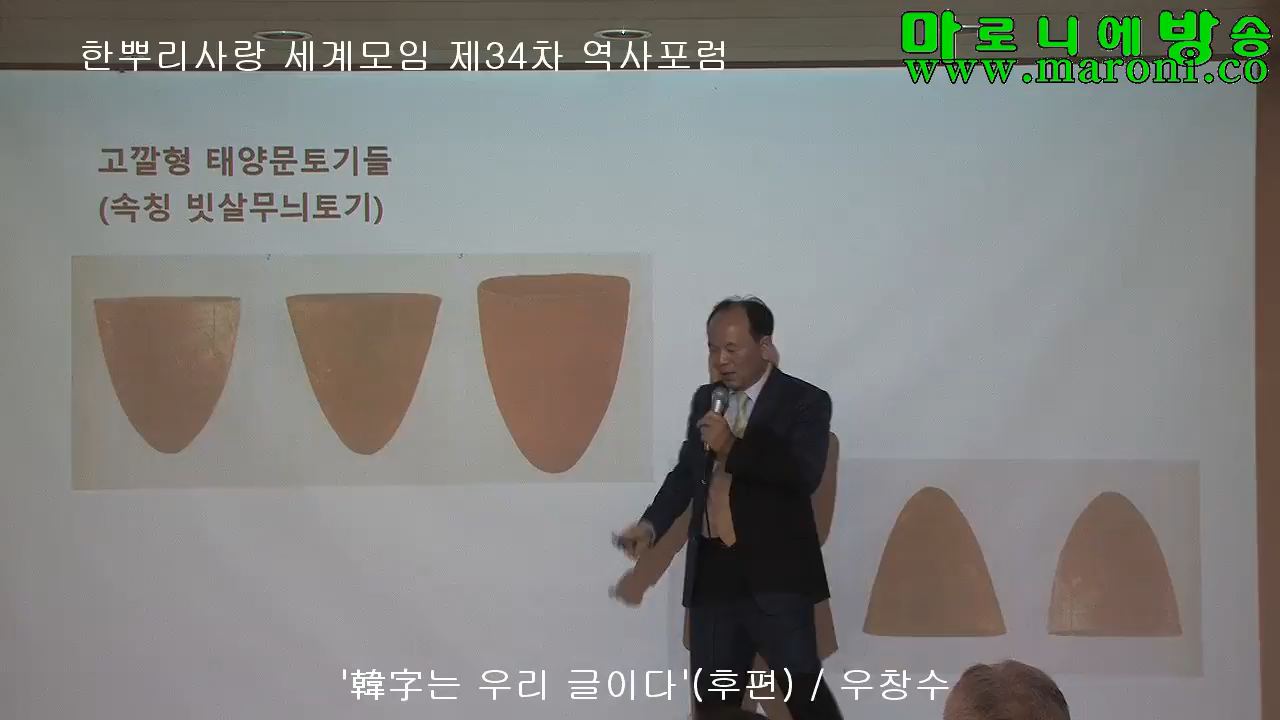 한뿌리사랑 세계모임 제34차 역사포럼
마로니에방송
www.maroni.co
고깔형 태양문토기들
(속칭 빗살무늬토기)
'韓字는 우리 글이다'(후편) / 우창수